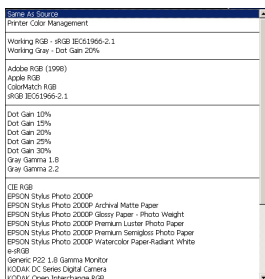 Same As Source
Printer Color Management
Working RGB - sRGB IEC61966-2.1
Working Gray - Dot Gain 20%
Adobe RGB (1998)
Apple RGB
ColorMatch RGB
sRGB IEC61966-2.1
Dot Gain 10%
Dot Gain 15%
Dot Gain 20%
Dot Gain 25%
Dot Gain 30%
Gray Gamma 1.8
Gray Gamma 2.2
CIE RGB
EPSON Stylus Photo 2000P
EPSON Stylus Photo 2000P Archival Matte Paper
EPSON Stylus Photo 2000P Glossy Paper - Photo Weight
EPSON Stylus Photo 2000P Premium Luster Photo Paper
EPSON Stylus Photo 2000P Premium Semigloss Photo Paper
EPSON Stylus Photo 2000P Watercolor Paper-Radiant White
e-sRGB
Generic P22 1.8 Gamma Monitor
KODAK DC Series Digital Camera
KODAK Open Interchange RGB